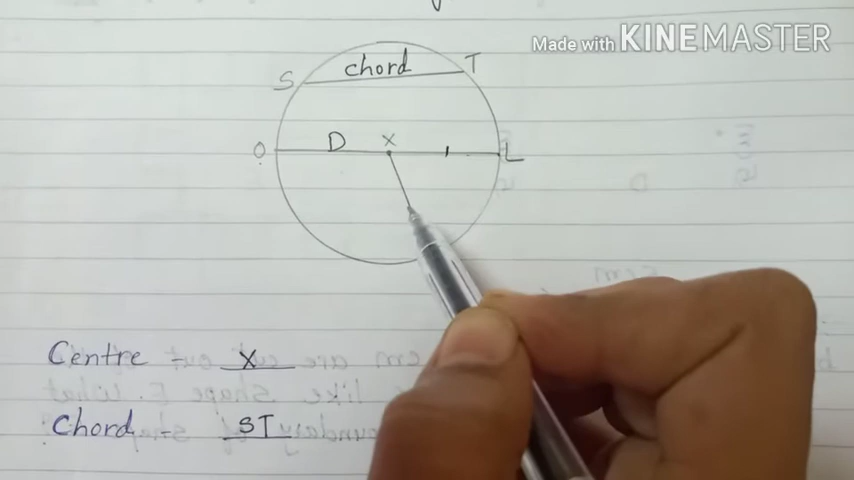 Made with KINEMASTER
S chord T
O D X L
Centre - X
Chord - ST